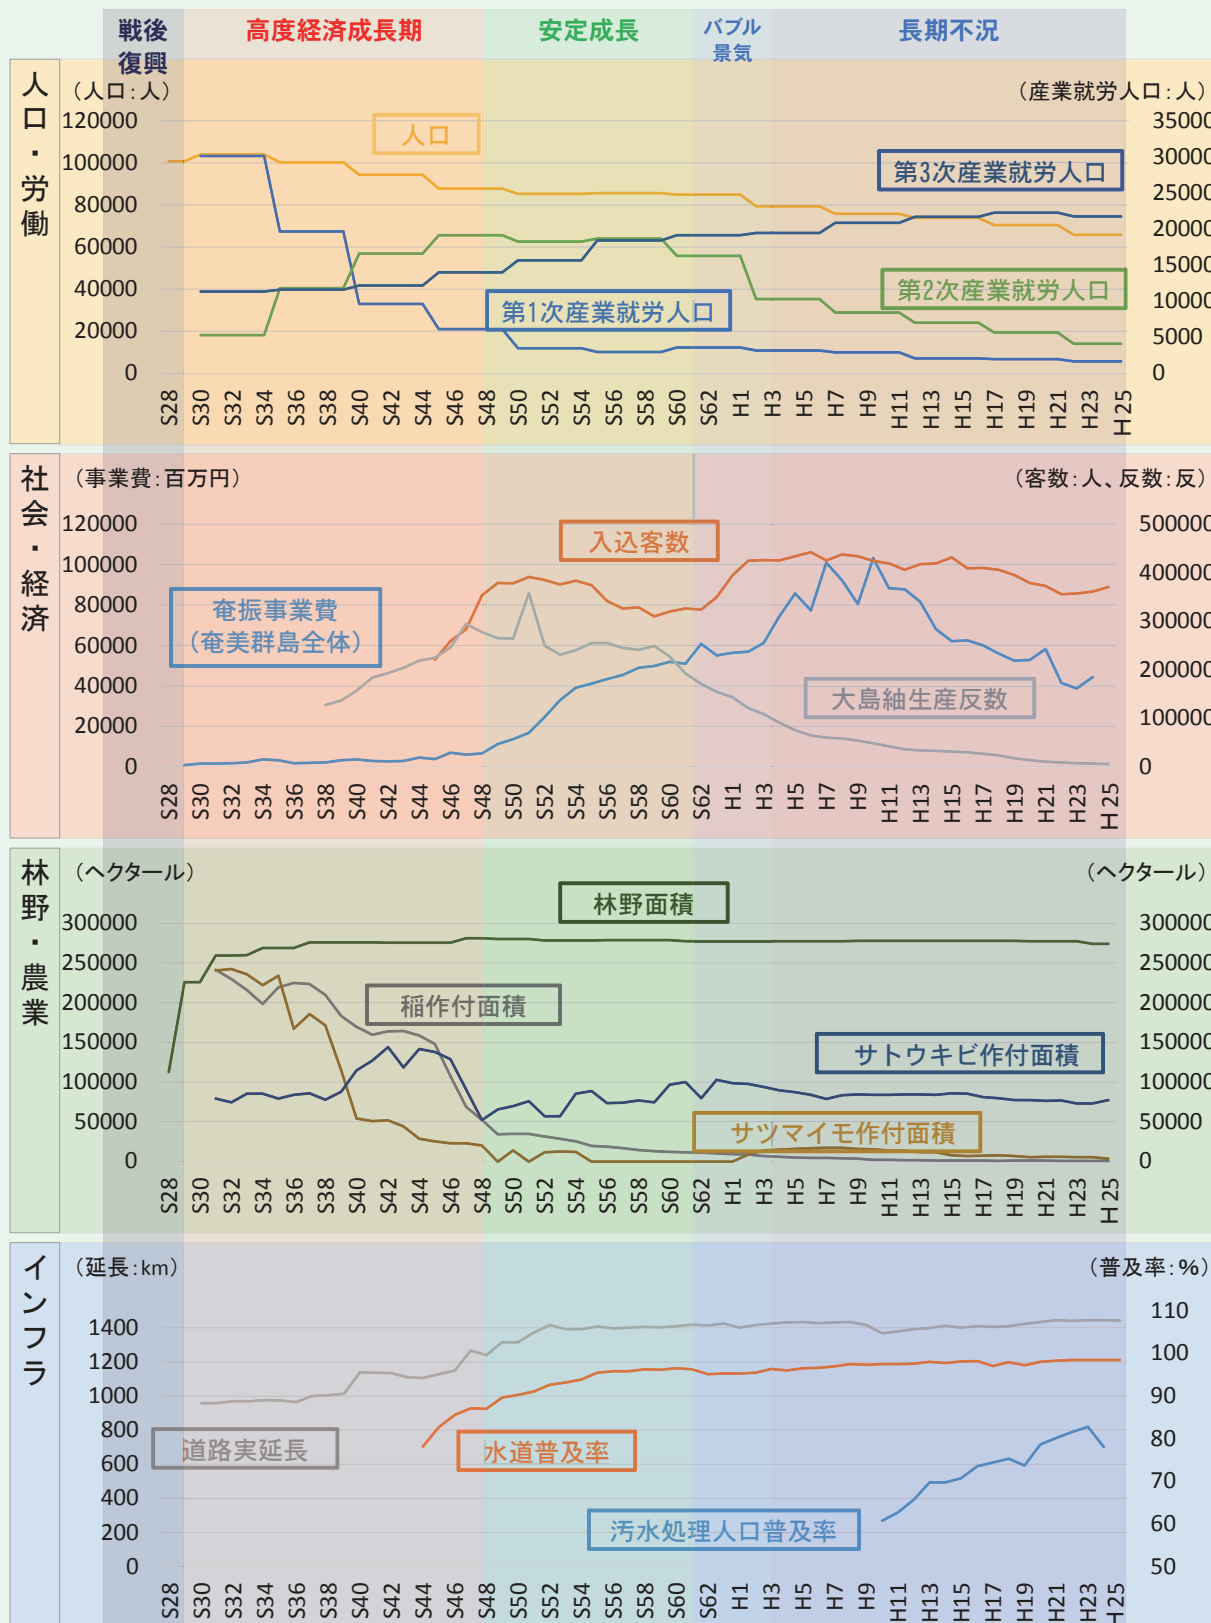 戦後
復興
高度経済成長期
安定成長
バブル
景気
長期不況
人口・労働
（人口：人）
（産業就労人口：人）
120000
100000
80000
60000
40000
20000
0
35000
30000
25000
20000
15000
10000
5000
0
人口
第3次産業就労人口
第2次産業就労人口
第1次産業就労人口
S28 S30 S32 S34 S36 S38 S40 S42 S44 S46 S48 S50 S52 S54 S56 S58 S60 S62 H1 H3 H5 H7 H9 H11 H13 H15 H17 H19 H21 H23 H25
社会・経済
（事業費：百万円）
（客数：人、反数：反）
120000
100000
80000
60000
40000
20000
0
500000
400000
300000
200000
100000
0
入込客数
奄振事業費
（奄美群島全体）
大島紬生産反数
S28 S30 S32 S34 S36 S38 S40 S42 S44 S46 S48 S50 S52 S54 S56 S58 S60 S62 H1 H3 H5 H7 H9 H11 H13 H15 H17 H19 H21 H23 H25
林野・農業
（ヘクタール）
（ヘクタール）
300000
250000
200000
150000
100000
50000
0
300000
250000
200000
150000
100000
50000
0
林野面積
稲作付面積
サトウキビ作付面積
サツマイモ作付面積
S28 S30 S32 S34 S36 S38 S40 S42 S44 S46 S48 S50 S52 S54 S56 S58 S60 S62 H1 H3 H5 H7 H9 H11 H13 H15 H17 H19 H21 H23 H25
インフラ
（延長：km）
（普及率：%）
1400
1200
1000
800
600
400
200
0
110
100
90
80
70
60
50
道路実延長
水道普及率
汚水処理人口普及率
S28 S30 S32 S34 S36 S38 S40 S42 S44 S46 S48 S50 S52 S54 S56 S58 S60 S62 H1 H3 H5 H7 H9 H11 H13 H15 H17 H19 H21 H23 H25